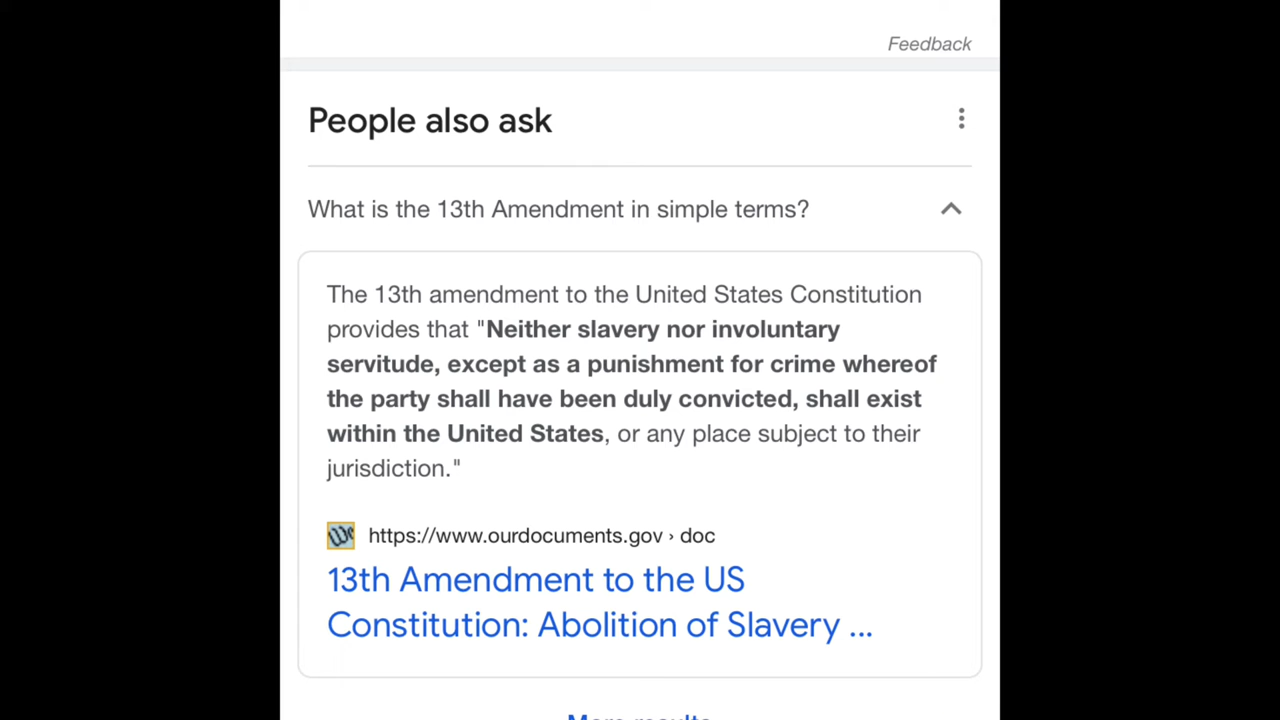 Feedback
People also ask
What is the 13th Amendment in simple terms?
The 13th amendment to the United States Constitution
provides that "Neither slavery nor involuntary
servitude, except as a punishment for crime whereof
the party shall have been duly convicted, shall exist
within the United States, or any place subject to their
jurisdiction."
https://www.ourdocuments.gov › doc
13th Amendment to the US
Constitution: Abolition of Slavery ...
More results